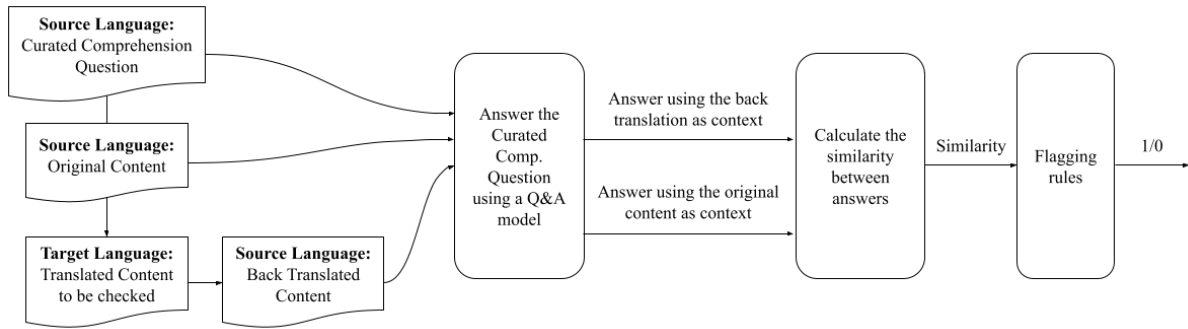 Source Language:
Curated Comprehension
Question
Source Language:
Original Content
Target Language:
Translated Content
to be checked
Source Language:
Back Translated
Content
Answer the
Curated
Comp.
Question
using a Q&A
model
Answer using the back
translation as context
Answer using the original
content as context
Calculate the
similarity
between
answers
Similarity
Flagging
rules
1/0